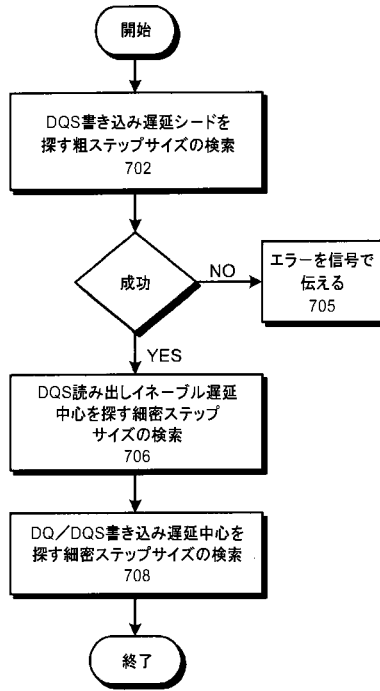 開始
DQS書き込み遅延シードを
探す粗ステップサイズの検索
702
成功
NO
エラーを信号で
伝える
705
YES
DQS読み出しイネーブル遅延
中心を探す細密ステップ
サイズの検索
706
DQ／DQS書き込み遅延中心を
探す細密ステップサイズの検索
708
終了